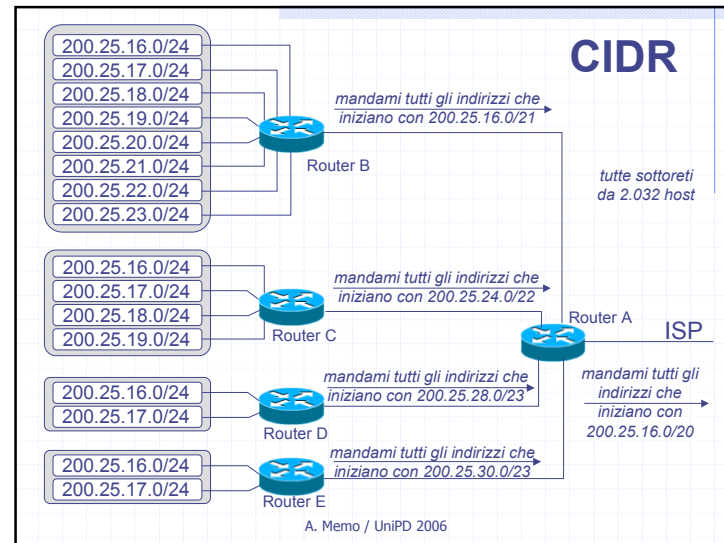 CIDR
200.25.16.0/24
200.25.17.0/24
200.25.18.0/24
200.25.19.0/24
200.25.20.0/24
200.25.21.0/24
200.25.22.0/24
200.25.23.0/24
Router B
mandami tutti gli indirizzi che
iniziano con 200.25.16.0/21
tutte sottoreti
da 2.032 host
200.25.16.0/24
200.25.17.0/24
200.25.18.0/24
200.25.19.0/24
Router C
mandami tutti gli indirizzi che
iniziano con 200.25.24.0/22
Router A
ISP
mandami tutti gli
indirizzi che
iniziano con
200.25.16.0/20
200.25.16.0/24
200.25.17.0/24
Router D
mandami tutti gli indirizzi che
iniziano con 200.25.28.0/23
200.25.16.0/24
200.25.17.0/24
Router E
mandami tutti gli indirizzi che
iniziano con 200.25.30.0/23
A. Memo / UniPD 2006